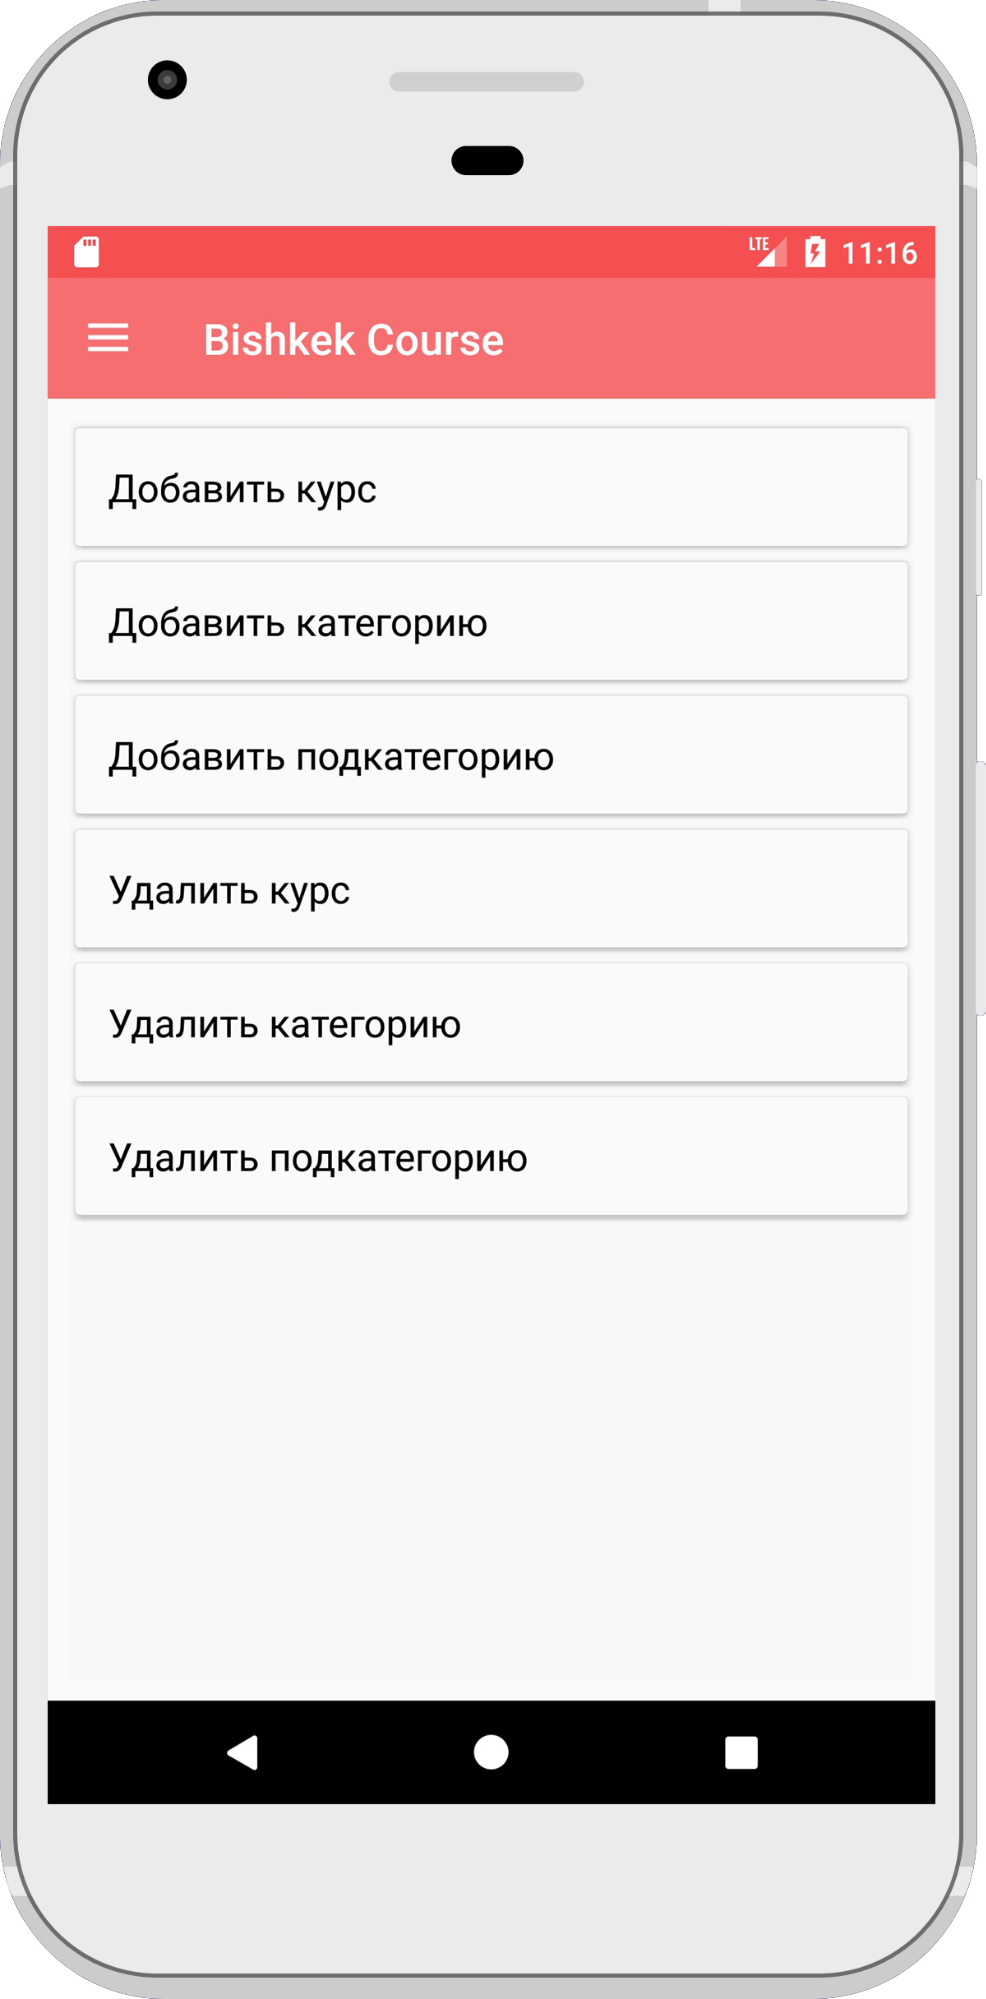 LTE 11:16
Bishkek Course
Добавить курс
Добавить категорию
Добавить подкатегорию
Удалить курс
Удалить категорию
Удалить подкатегорию